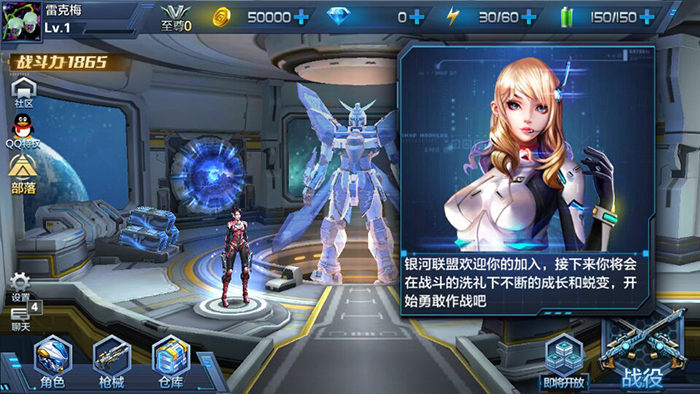 雷克梅
Lv.1
至尊0
50000
0
30/60
150/150
战斗力1865
社区
QQ特权
部落
银河联盟欢迎你的加入，接下来你将会
在战斗的洗礼下不断的成长和蜕变，开
始勇敢作战吧
设置
4
聊天
角色
枪械
仓库
即将开放
战役